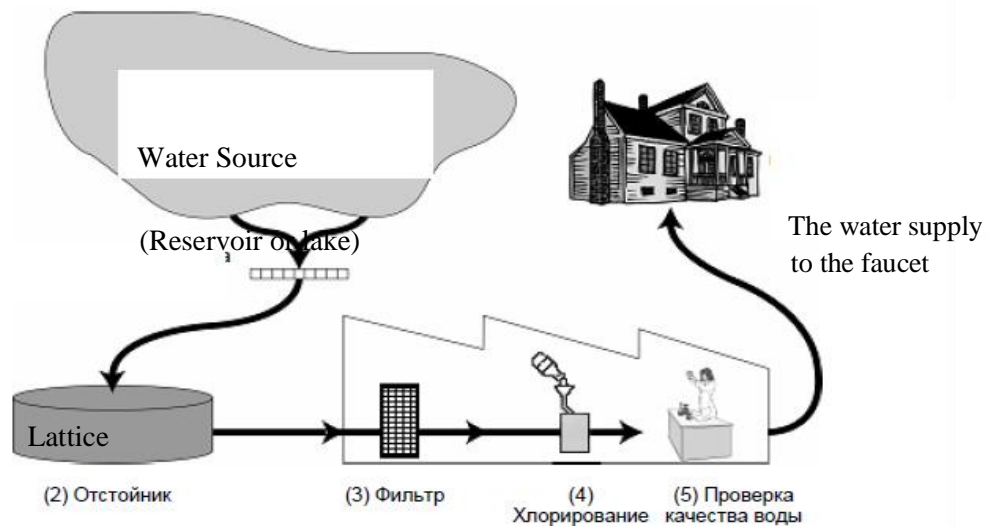 Water Source
(Reservoir or lake)
The water supply
to the faucet
Lattice
(2) Отстойник
(3) Фильтр
(4)
Хлорирование
(5) Проверка
качества воды